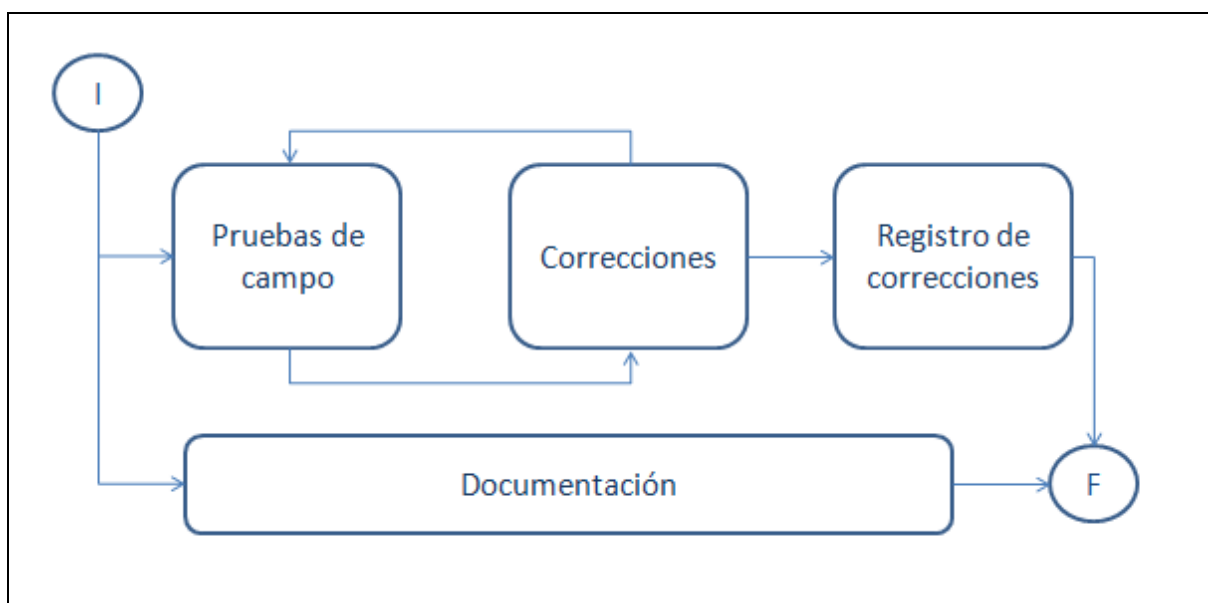 I
Pruebas de
campo
Correcciones
Registro de
correcciones
Documentación
F